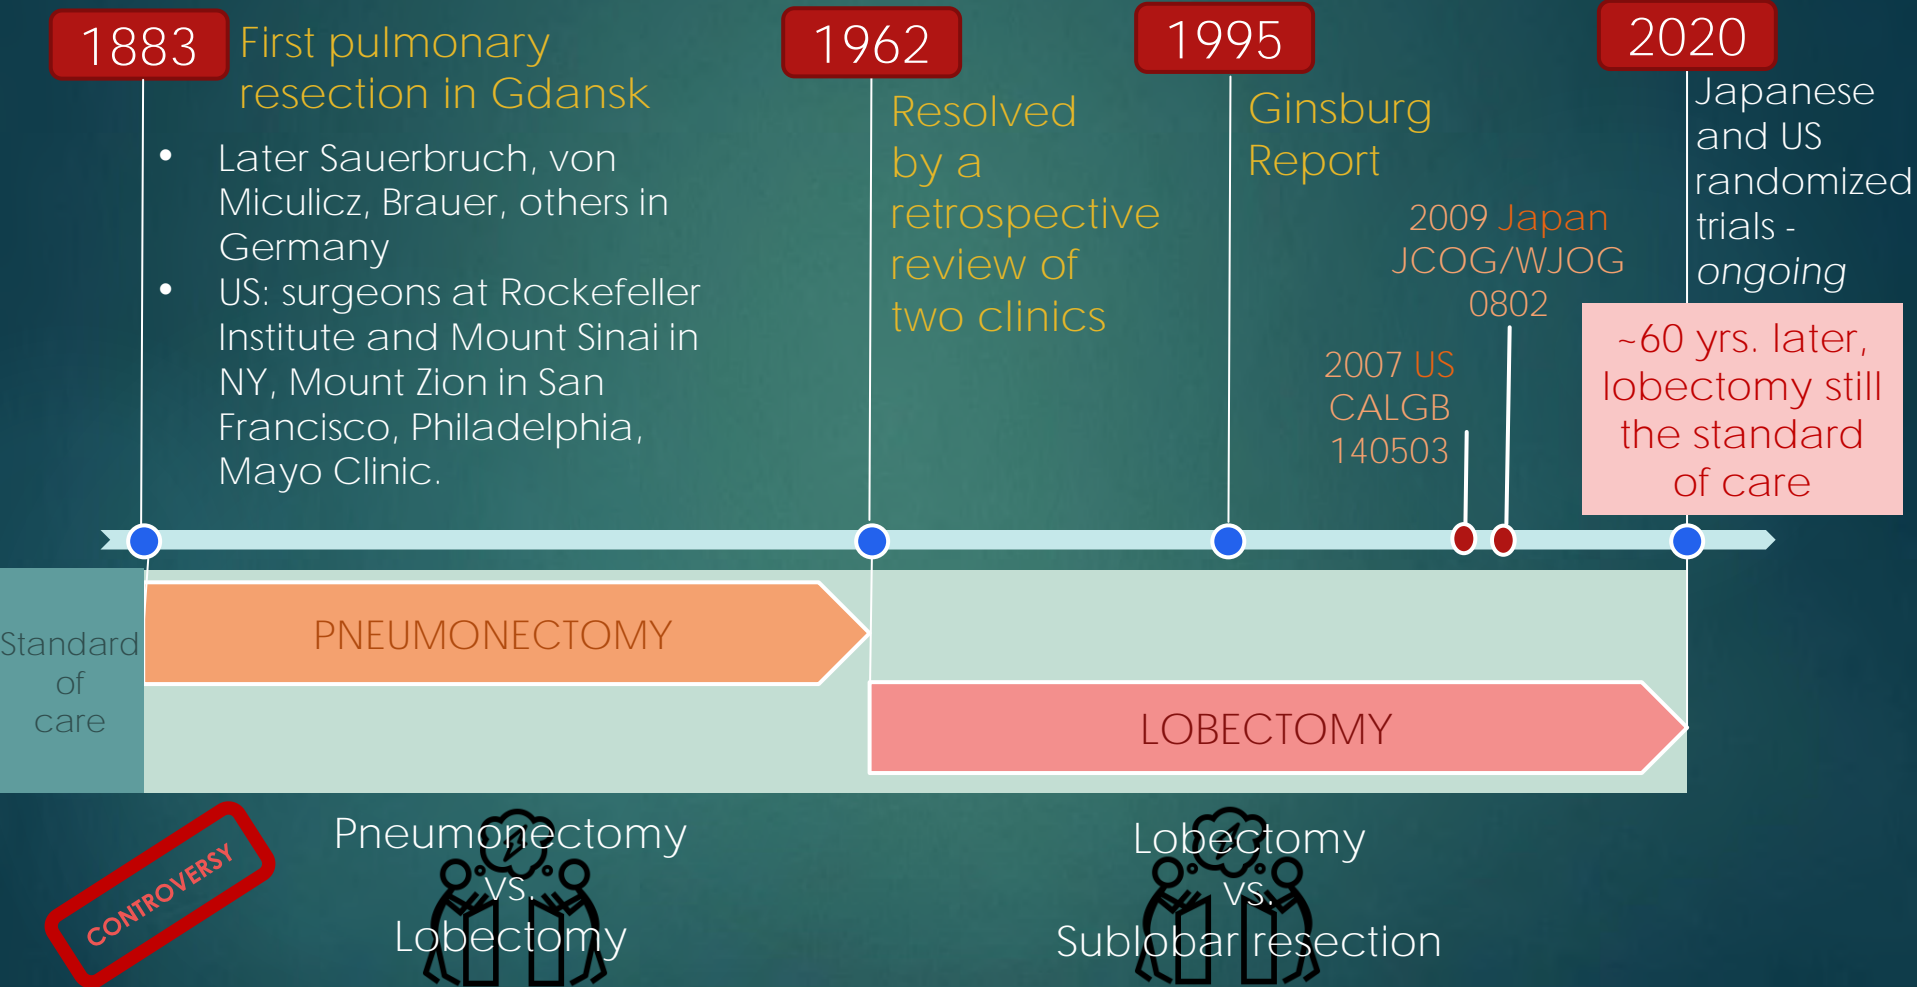 1883
First pulmonary
resection in Gdansk
• Later Sauerbruch, von
Miculicz, Brauer, others in
Germany
• US: surgeons at Rockefeller
Institute and Mount Sinai in
NY, Mount Zion in San
Francisco, Philadelphia,
Mayo Clinic.
1962
Resolved
by a
retrospective
review of
two clinics
1995
Ginsburg
Report
2007 US
CALGB
140503
2009 Japan
JCOG/WJOG
0802
2020
Japanese
and US
randomized
trials -
ongoing
~60 yrs. later,
lobectomy still
the standard
of care
Standard
of
care
PNEUMONECTOMY
LOBECTOMY
CONTROVERSY
Pneumonectomy
vs.
Lobectomy
Lobectomy
vs.
Sublobar resection